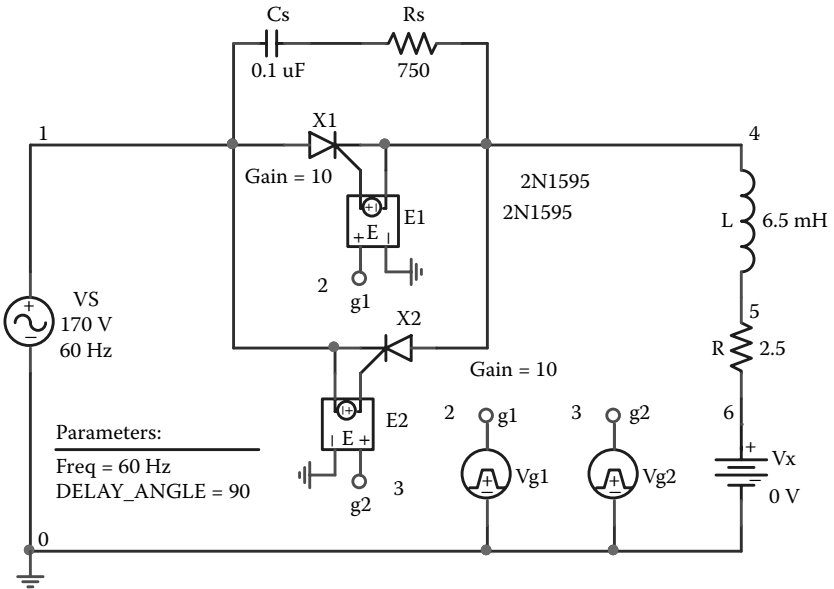 Cs
Rs
0.1 uF
750
1
X1
4
Gain = 10
2N1595
2N1595
+ –
E1
+ E –
L
6.5 mH
2
g1
VS
170 V
60 Hz
+
–
X2
5
R
2.5
Gain = 10
– +
E2
– E +
2
g1
3
g2
6
Parameters:
Freq = 60 Hz
DELAY_ANGLE = 90
3
g2
+
–
Vg1
+
–
Vg2
+
–
Vx
0 V
0